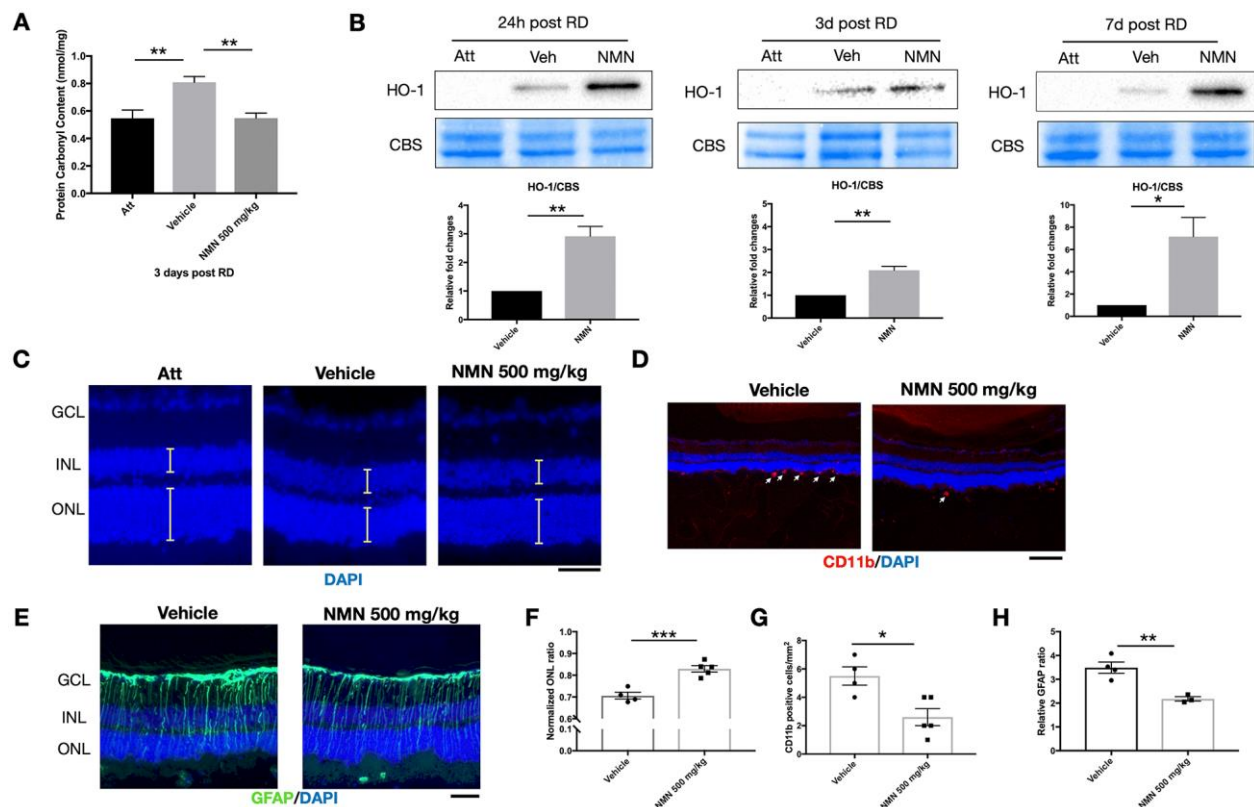 A
** **
Protein Carbonyl Content (nmol/mg)
1.0
0.8
0.6
0.4
0.2
0.0
Att
Vehicle
NMN 500 mg/kg
3 days post RD
B
24h post RD
Att Veh NMN
HO-1
CBS
HO-1/CBS
**
Relative fold changes
4
3
2
1
0
Vehicle
NMN
3d post RD
Att Veh NMN
HO-1
CBS
HO-1/CBS
**
Relative fold changes
5
4
3
2
1
0
Vehicle
NMN
7d post RD
Att Veh NMN
HO-1
CBS
HO-1/CBS
*
Relative fold changes
10
8
6
4
2
0
Vehicle
NMN
C
Att Vehicle NMN 500 mg/kg
GCL
INL
ONL
DAPI
D
Vehicle NMN 500 mg/kg
CD11b/DAPI
E
Vehicle NMN 500 mg/kg
GCL
INL
ONL
GFAP/DAPI
F
***
Normalized ONL ratio
1.0
0.9
0.8
0.7
0.6
0.1
0.0
Vehicle
NMN 500 mg/kg
G
*
CD11b positive cells/mm²
8
6
4
2
0
Vehicle
NMN 500 mg/kg
H
**
Relative GFAP ratio
5
4
3
2
1
0
Vehicle
NMN 500 mg/kg